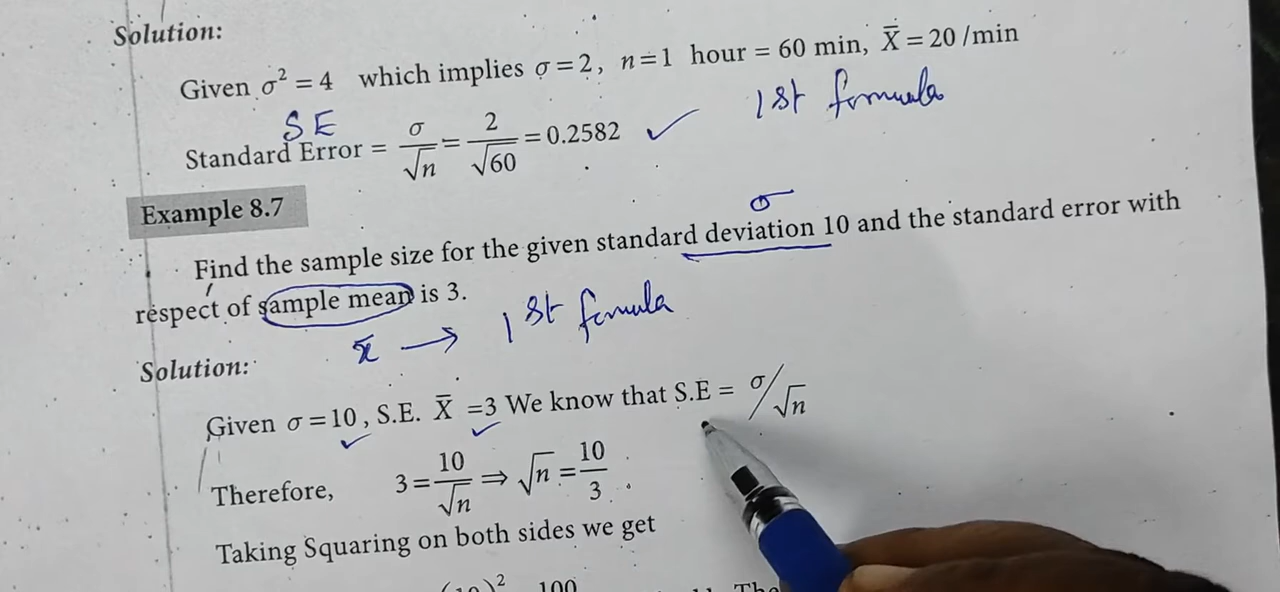 Solution:
Given σ² = 4 which implies σ = 2, n = 1 hour = 60 min, X̄ = 20 /min
SE 1st formula
Standard Error = σ/√n = 2/√60 = 0.2582 ✓
Example 8.7
σ
Find the sample size for the given standard deviation 10 and the standard error with
respect of sample mean is 3.
x̄ → 1st formula
Solution:
Given σ = 10, S.E. X̄ = 3 We know that S.E = σ/√n
Therefore, 3 = 10/√n ⇒ √n = 10/3.
Taking Squaring on both sides we get